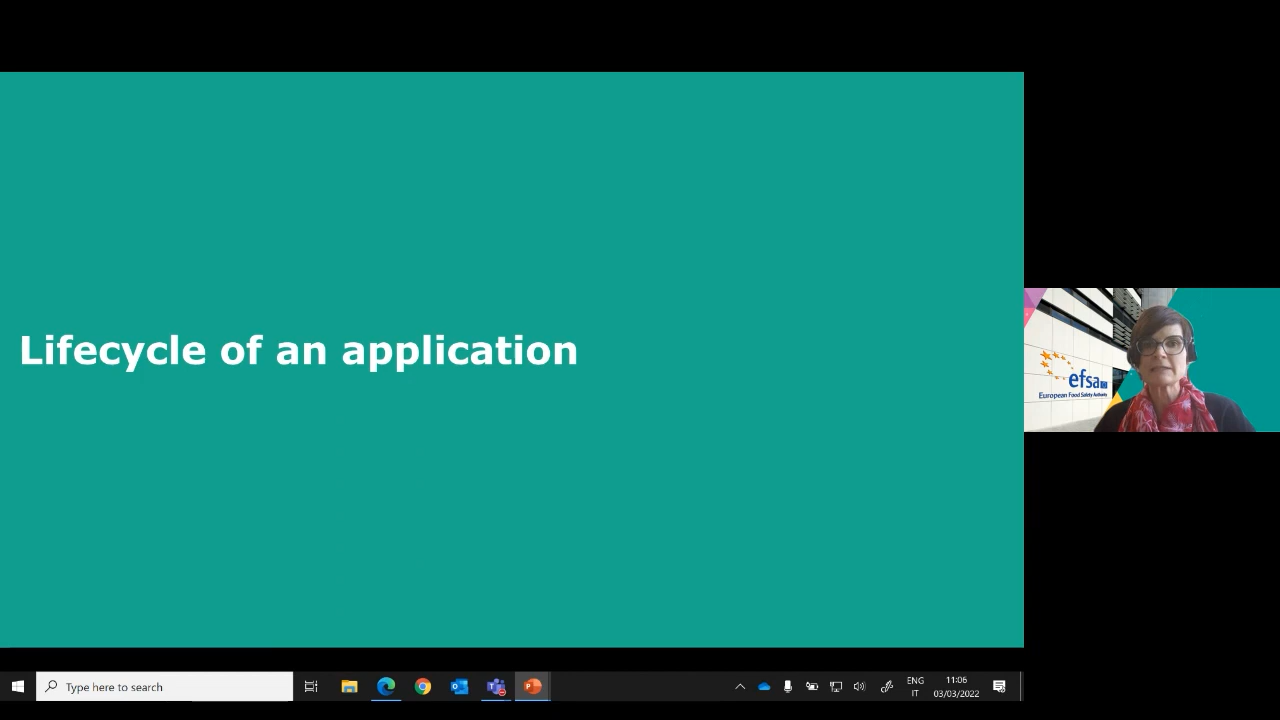 Lifecycle of an application
efsa
European Food Safety Authority
Type here to search
ENG
IT
11:06
03/03/2022